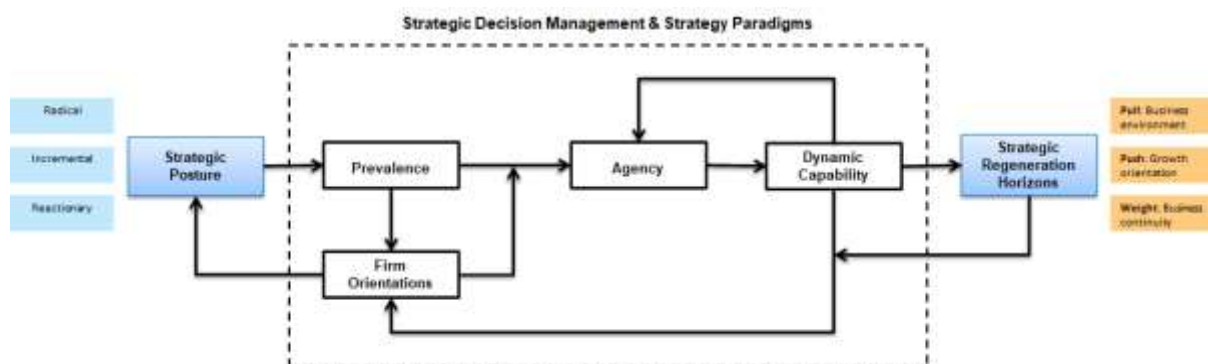 Strategic Decision Management & Strategy Paradigms
Radical
Incremental
Reactionary
Strategic
Posture
Prevalence
Firm
Orientations
Agency
Dynamic
Capability
Strategic
Regeneration
Horizons
Pull: Business
environment
Push: Growth
orientation
Weight: Business
continuity